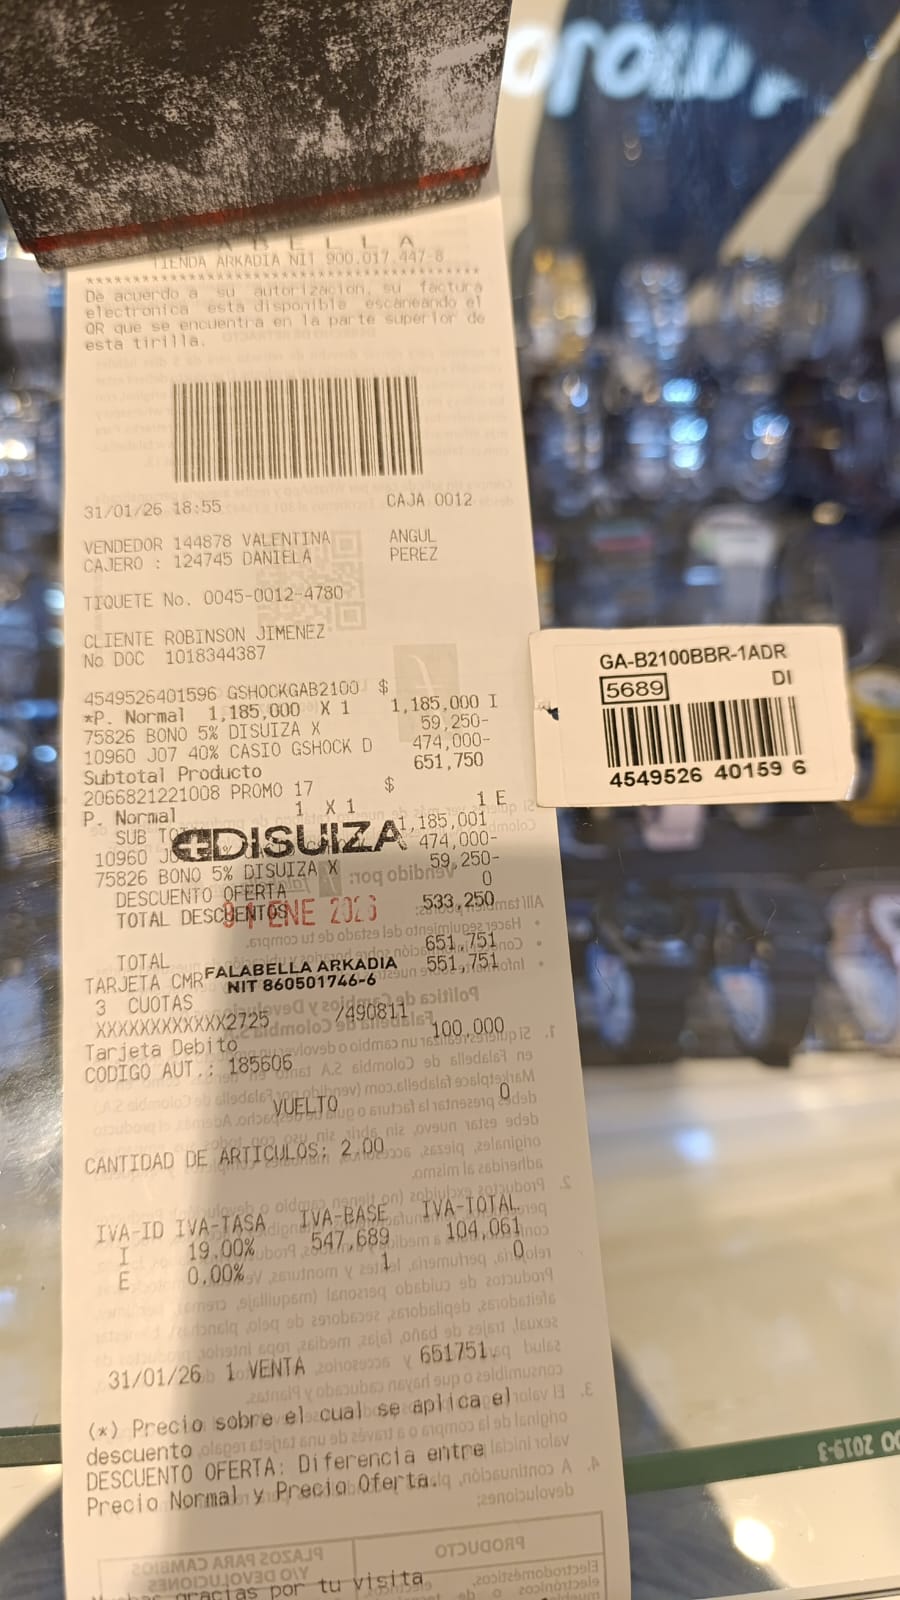 A B E L L A
TIENDA ARKADIA NIT 900.017.447-8
****************************************
De acuerdo a su autorizacion, su factura
electronica esta disponible escaneando el
QR que se encuentra en la parte superior de
esta tirilla.
31/01/26 18:55 CAJA 0012
VENDEDOR 144878 VALENTINA ANGUL
CAJERO : 124745 DANIELA PEREZ
TIQUETE No. 0045-0012-4780
CLIENTE ROBINSON JIMENEZ
No DOC 1018344387
4549526401596 GSHOCKGAB2100 $
*P. Normal 1,185,000 X 1 1,185,000 I
75826 BONO 5% DISUIZA X 59,250-
10960 J07 40% CASIO GSHOCK D 474,000-
Subtotal Producto 651,750
2066821221008 PROMO 17 $
P. Normal 1 X 1 1 E
SUB TO 1,185,001
DISUIZA
10960 J 474,000-
75826 BONO 5% DISUIZA X 59,250-
DESCUENTO OFERTA 0
TOTAL DESCUENTOS 533,250
ENE 2026
TOTAL 651,751
TARJETA CMR 551,751
FALABELLA ARKADIA
NIT 860501746-6
3 CUOTAS
XXXXXXXXXXXX2725 /490811
Tarjeta Debito 100,000
CODIGO AUT.: 185606
VUELTO 0
CANTIDAD DE ARTICULOS: 2.00
IVA-ID IVA-TASA IVA-BASE IVA-TOTAL
I 19.00% 547,689 104,061
E 0.00% 1 0
31/01/26 1 VENTA 651751.
(*) Precio sobre el cual se aplica el
descuento
DESCUENTO OFERTA: Diferencia entre
Precio Normal y Precio Oferta.
gracias por tu visita
GA-B2100BBR-1ADR
5689 DI
4549526 40159 6